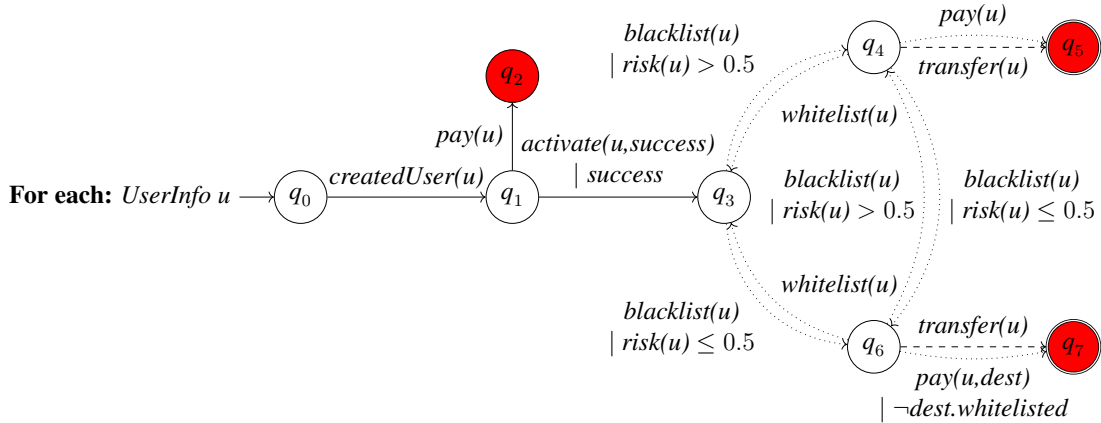 For each: UserInfo u
q0
createdUser(u)
q1
pay(u)
q2
activate(u,success)
| success
q3
blacklist(u)
| risk(u) > 0.5
whitelist(u)
q4
pay(u)
transfer(u)
q5
blacklist(u)
| risk(u) > 0.5
blacklist(u)
| risk(u) ≤ 0.5
whitelist(u)
blacklist(u)
| risk(u) ≤ 0.5
q6
transfer(u)
q7
pay(u,dest)
| ¬dest.whitelisted